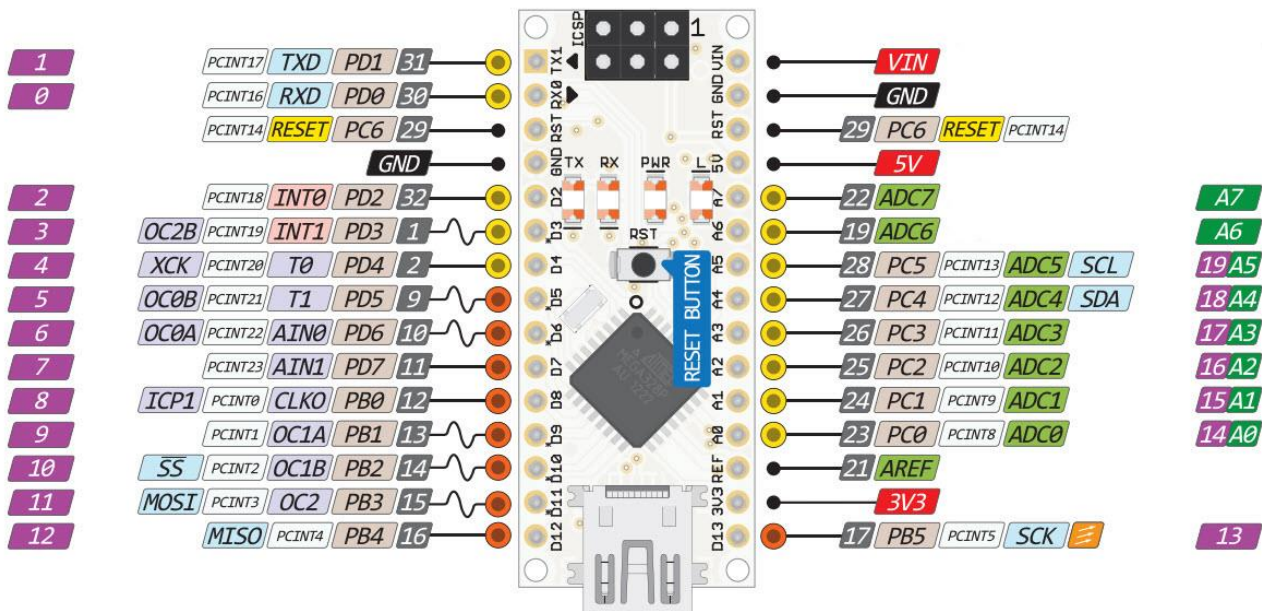 ICSP 1
1 PCINT17 TXD PD1 31 TX1 VIN VIN
0 PCINT16 RXD PD0 30 RX0 GND GND
PCINT14 RESET PC6 29 RST RST 29 PC6 RESET PCINT14
GND GND 5V 5V
TX RX PWR L
2 PCINT18 INT0 PD2 32 D2 A7 22 ADC7 A7
3 OC2B PCINT19 INT1 PD3 1 D3 A6 19 ADC6 A6
RST
4 XCK PCINT20 T0 PD4 2 D4 A5 28 PC5 PCINT13 ADC5 SCL 19 A5
5 OC0B PCINT21 T1 PD5 9 D5 A4 27 PC4 PCINT12 ADC4 SDA 18 A4
RESET BUTTON
6 OC0A PCINT22 AIN0 PD6 10 D6 A3 26 PC3 PCINT11 ADC3 17 A3
7 PCINT23 AIN1 PD7 11 D7 A2 25 PC2 PCINT10 ADC2 16 A2
8 ICP1 PCINT0 CLKO PB0 12 D8 A1 24 PC1 PCINT9 ADC1 15 A1
9 PCINT1 OC1A PB1 13 D9 A0 23 PC0 PCINT8 ADC0 14 A0
10 SS PCINT2 OC1B PB2 14 D10 REF 21 AREF
11 MOSI PCINT3 OC2 PB3 15 D11 3V3 3V3
12 MISO PCINT4 PB4 16 D12 D13 17 PB5 PCINT5 SCK 13